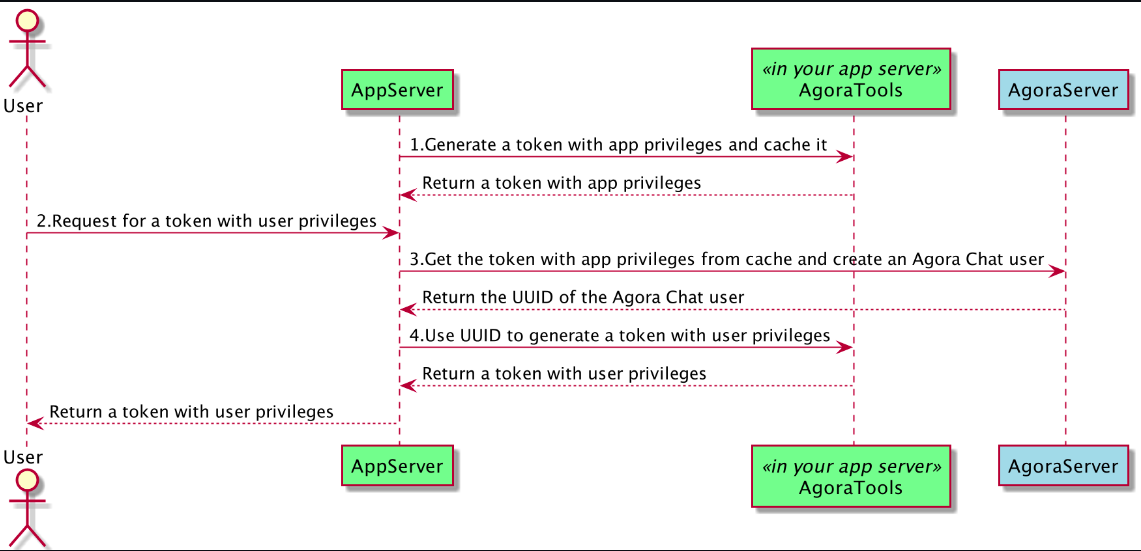 User
AppServer
«in your app server»
AgoraTools
AgoraServer
1.Generate a token with app privileges and cache it
Return a token with app privileges
2.Request for a token with user privileges
3.Get the token with app privileges from cache and create an Agora Chat user
Return the UUID of the Agora Chat user
4.Use UUID to generate a token with user privileges
Return a token with user privileges
Return a token with user privileges
User
AppServer
«in your app server»
AgoraTools
AgoraServer